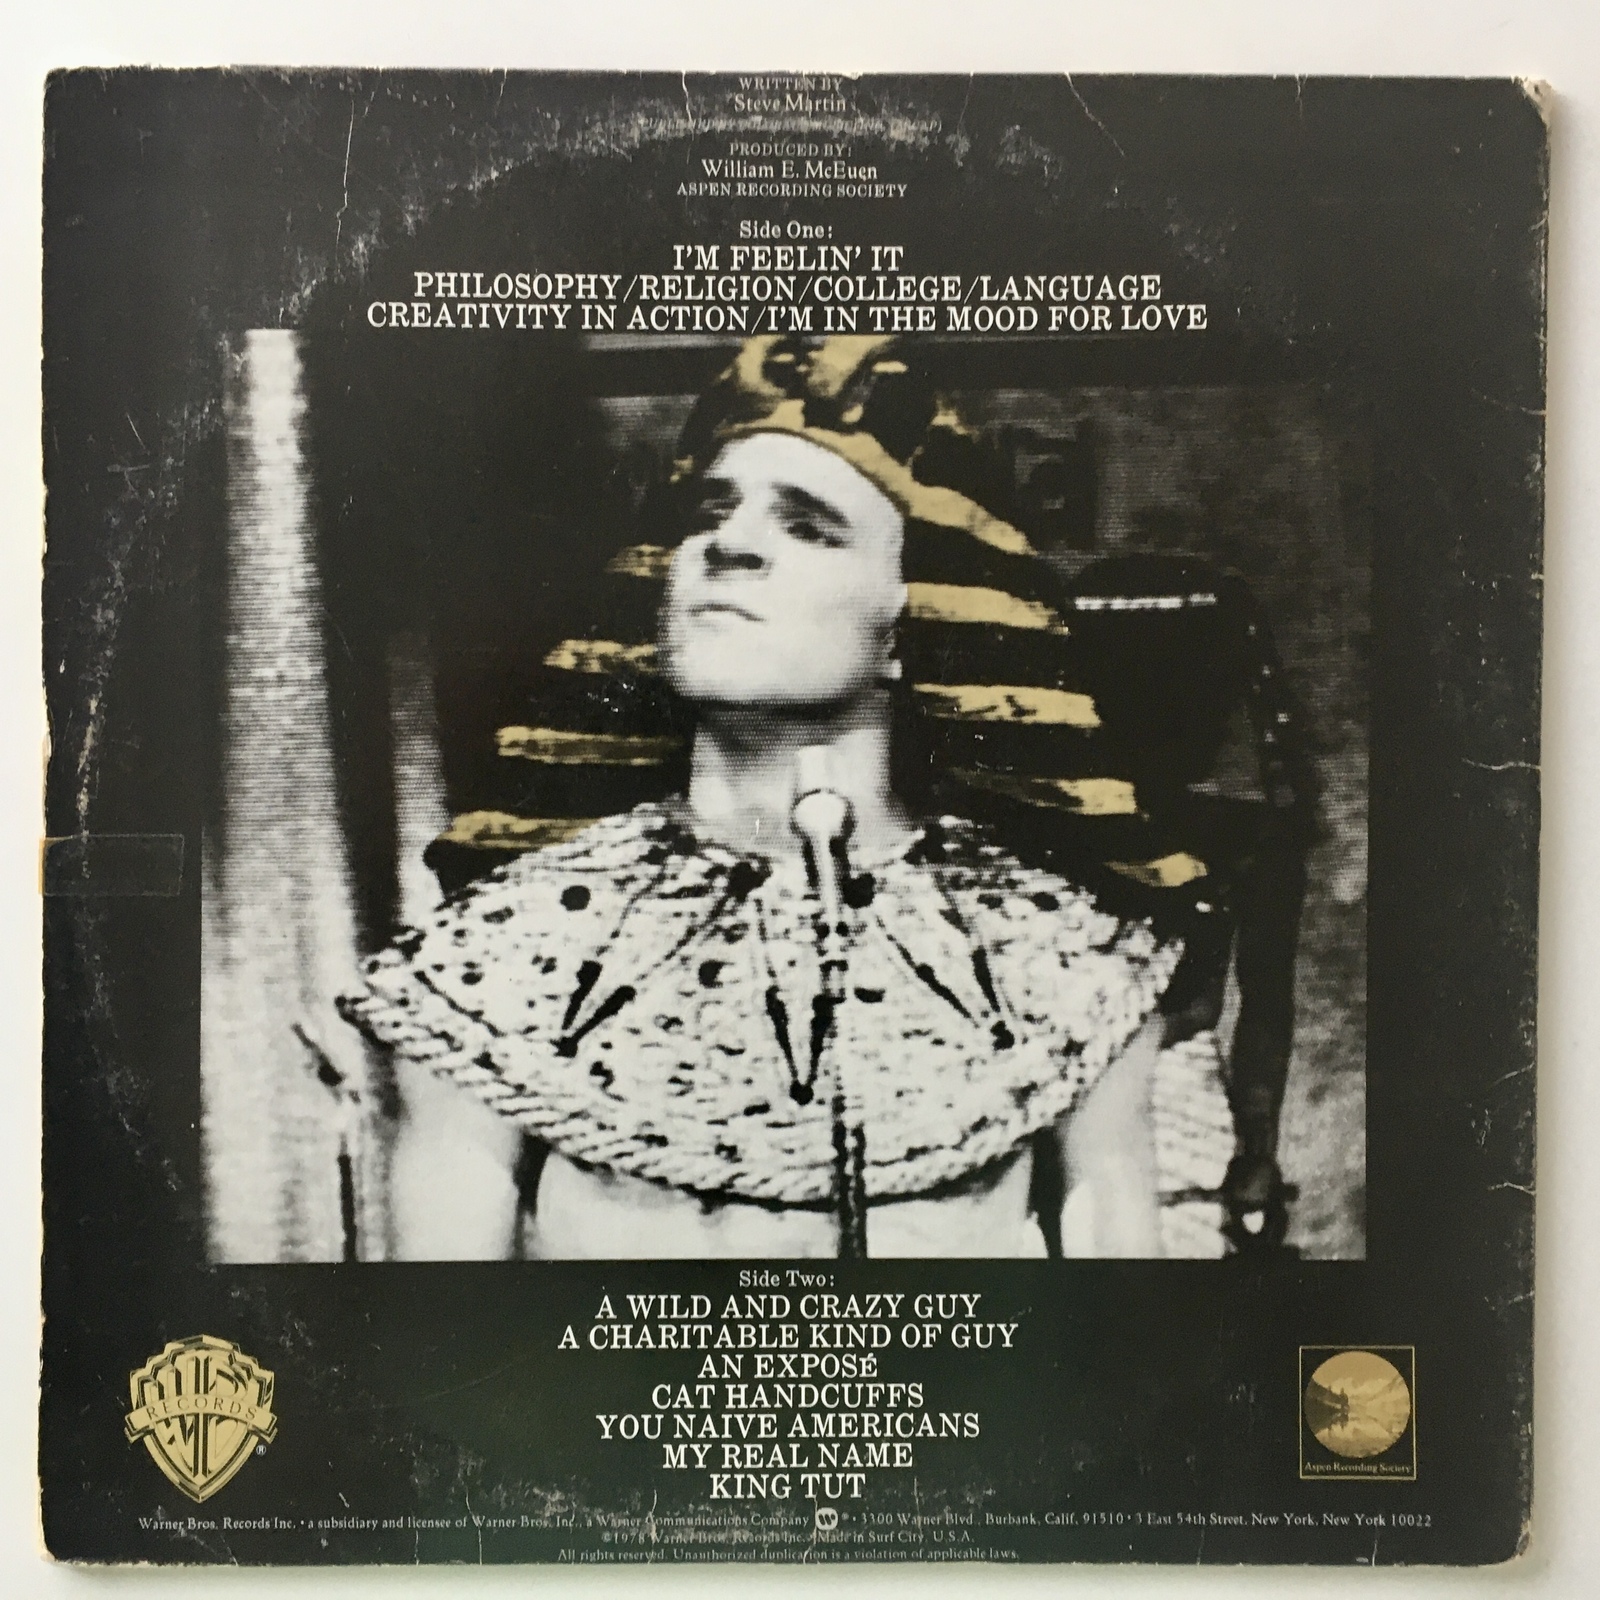 WRITTEN BY
Steve Martin
PRODUCED BY:
William E. McEuen
ASPEN RECORDING SOCIETY
Side One:
I'M FEELIN' IT
PHILOSOPHY/RELIGION/COLLEGE/LANGUAGE
CREATIVITY IN ACTION/I'M IN THE MOOD FOR LOVE
Side Two:
A WILD AND CRAZY GUY
A CHARITABLE KIND OF GUY
AN EXPOSÉ
CAT HANDCUFFS
YOU NAIVE AMERICANS
MY REAL NAME
KING TUT
RECORDS
®
Aspen Recording Society
Warner Bros. Records Inc. • a subsidiary and licensee of Warner Bros. Inc., a Warner Communications Company ® • 3300 Warner Blvd., Burbank, Calif. 91510 • 3 East 54th Street, New York, New York 10022
©1978 Warner Bros. Records Inc. Made in Surf City, U.S.A.
All rights reserved. Unauthorized duplication is a violation of applicable laws.